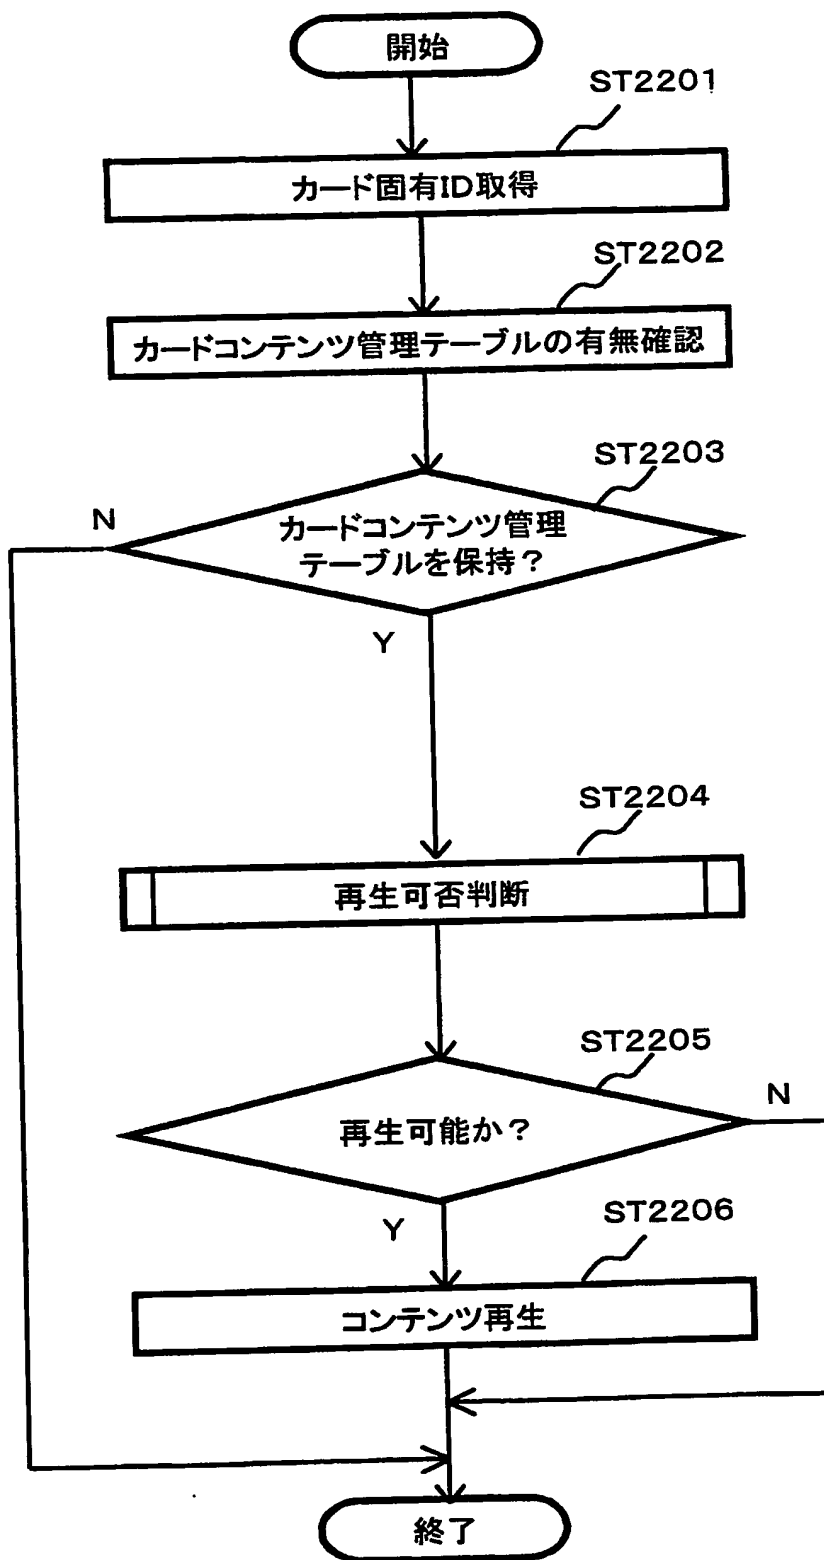 開始
ST2201
カード固有ID取得
ST2202
カードコンテンツ管理テーブルの有無確認
ST2203
N
カードコンテンツ管理
テーブルを保持？
Y
ST2204
再生可否判断
ST2205
N
再生可能か？
Y
ST2206
コンテンツ再生
終了